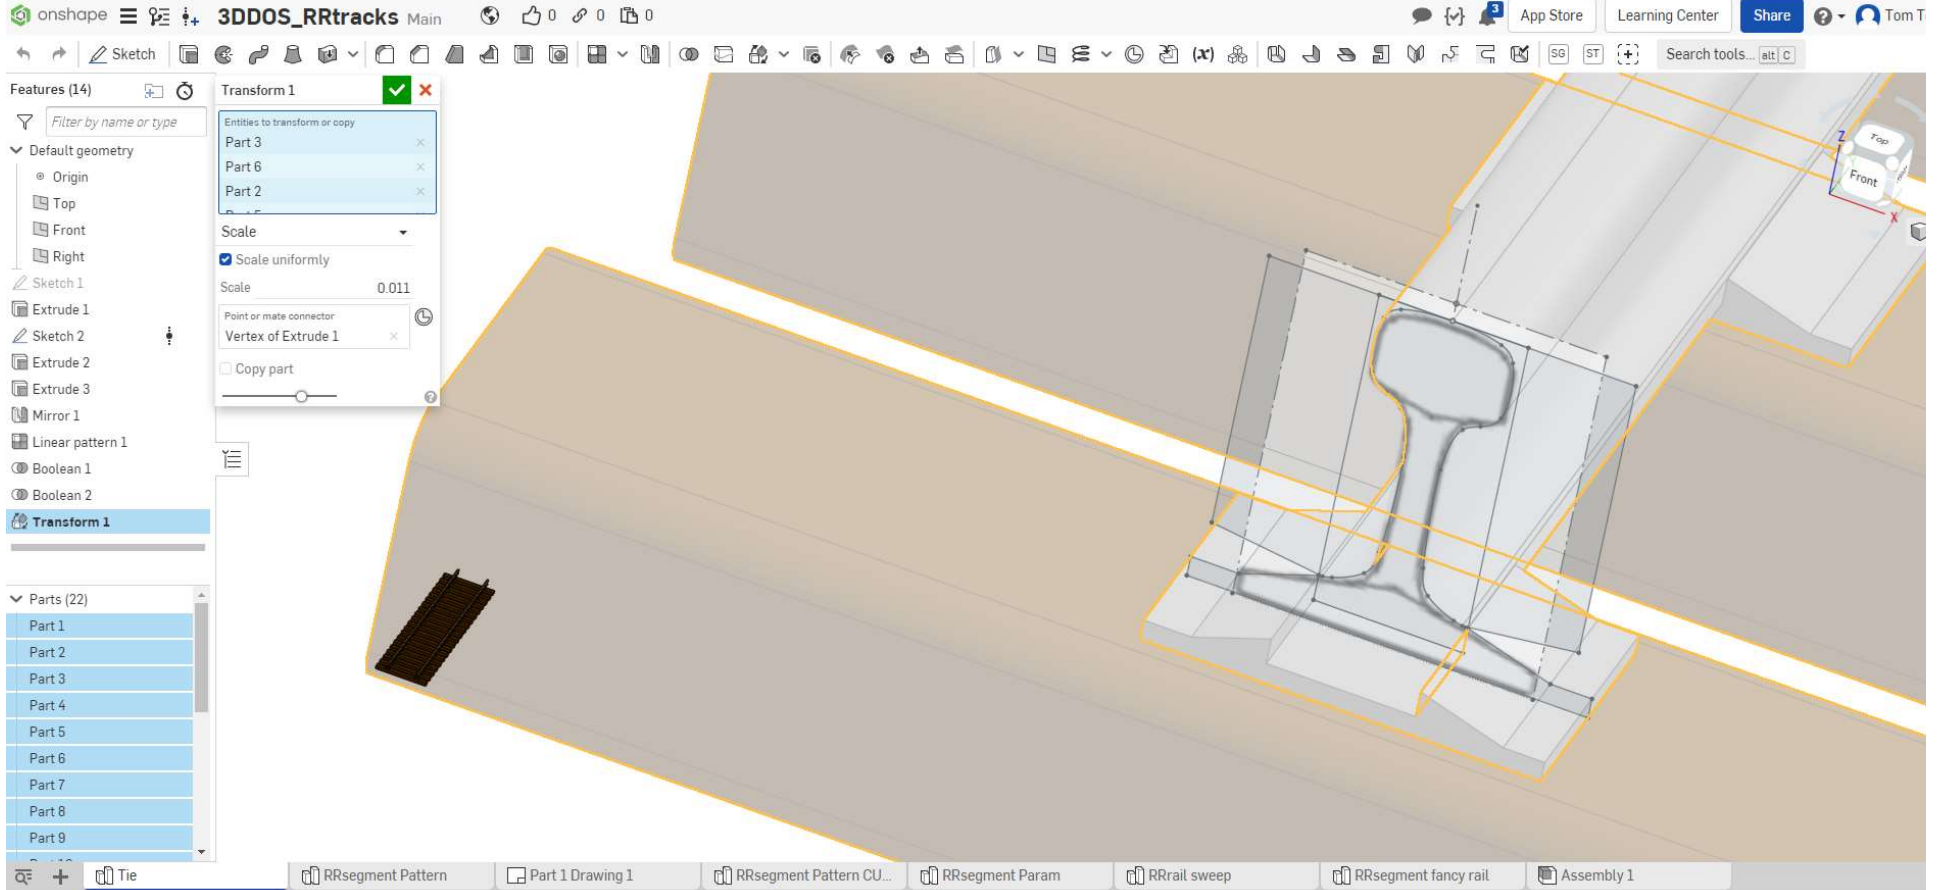 onshape 3DDOS_RRtracks Main 0 0 0 3 App Store Learning Center Share Tom T
Sketch (x) SG ST Search tools... alt C
Features (14)
Filter by name or type
Default geometry
Origin
Top
Front
Right
Sketch 1
Extrude 1
Sketch 2
Extrude 2
Extrude 3
Mirror 1
Linear pattern 1
Boolean 1
Boolean 2
Transform 1
Parts (22)
Part 1
Part 2
Part 3
Part 4
Part 5
Part 6
Part 7
Part 8
Part 9
Transform 1
Entities to transform or copy
Part 3
Part 6
Part 2
Scale
Scale uniformly
Scale 0.011
Point or mate connector
Vertex of Extrude 1
Copy part
Z
Top
Front
X
Tie RRsegment Pattern Part 1 Drawing 1 RRsegment Pattern CU... RRsegment Param RRrail sweep RRsegment fancy rail Assembly 1